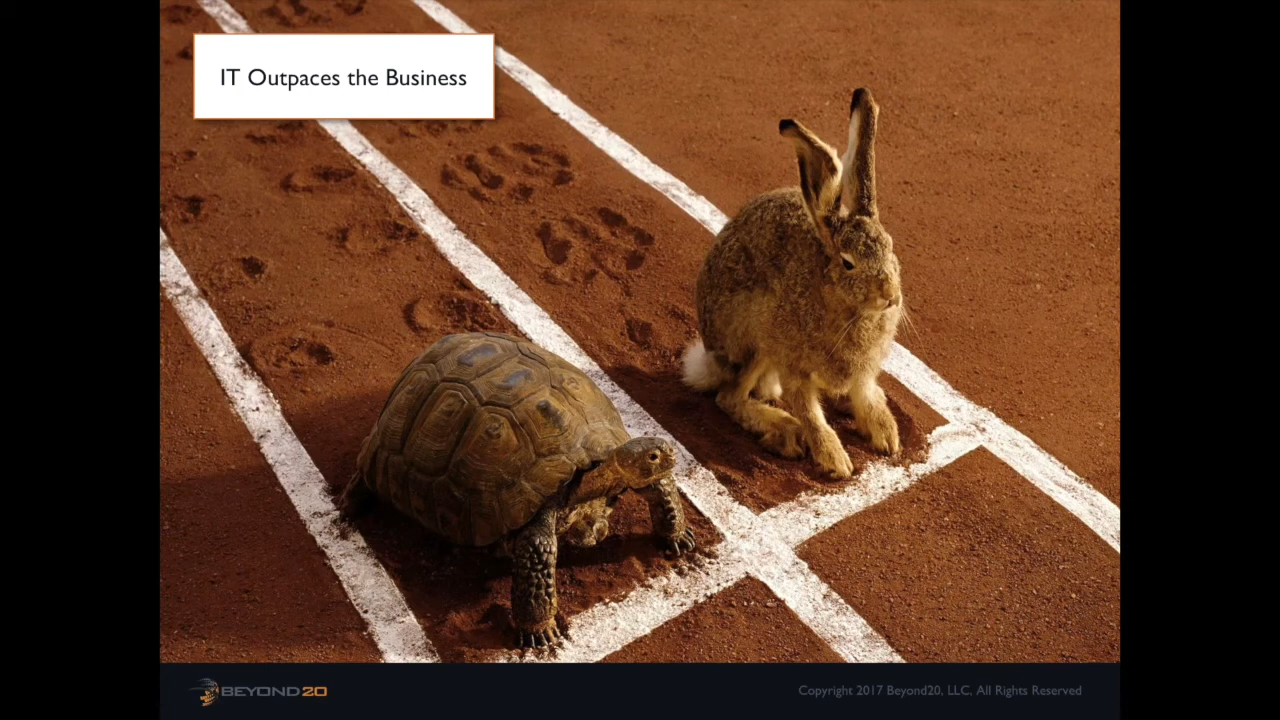 IT Outpaces the Business
BEYOND20
Copyright 2017 Beyond20, LLC, All Rights Reserved